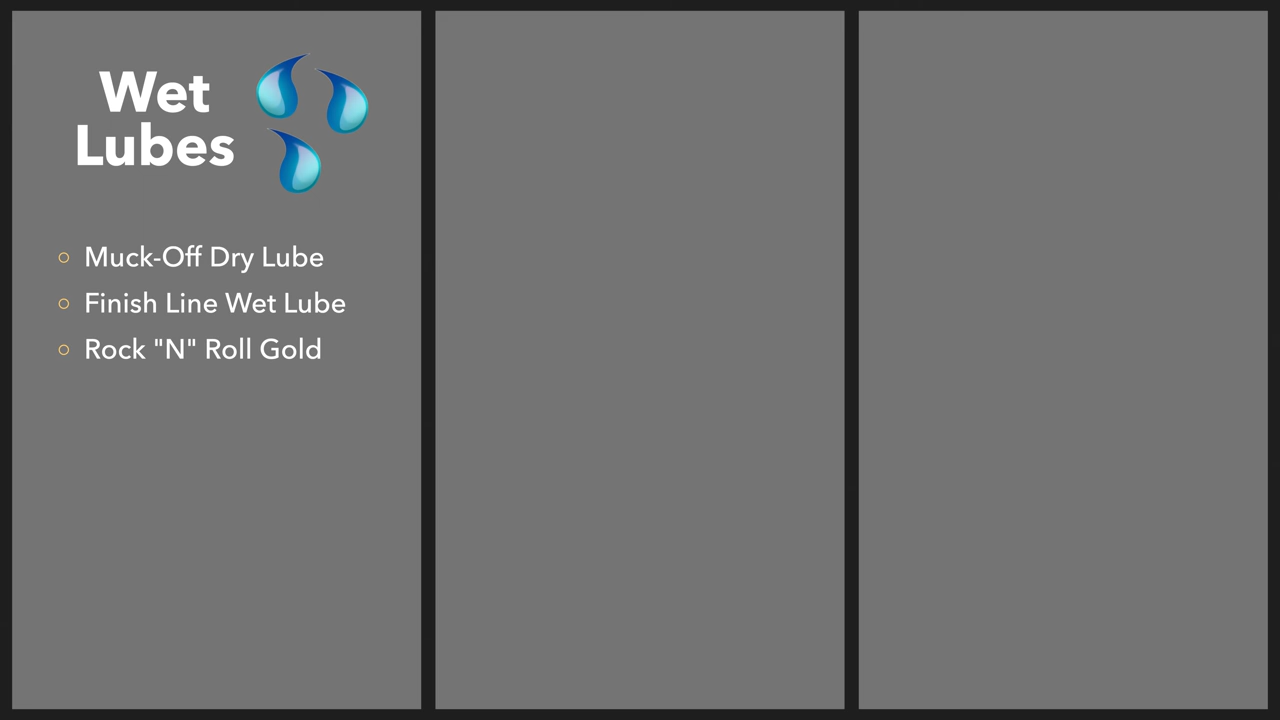 Wet
Lubes
Muck-Off Dry Lube
Finish Line Wet Lube
Rock "N" Roll Gold